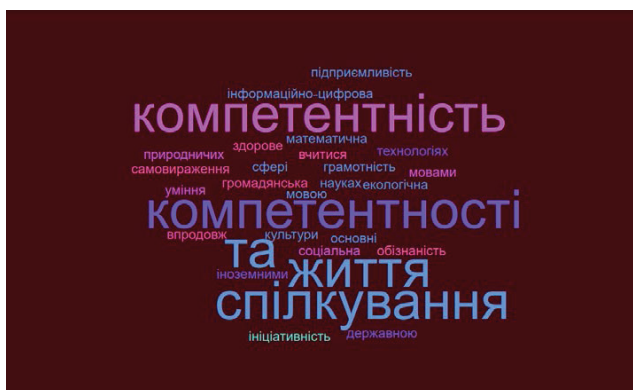 підприємливість
інформаційно-цифрова
компетентність
математична
здорове
вчитися
технологіях
природничих
самовираження
сфері
грамотність
мовами
уміння
громадянська
науках
екологічна
мовою
компетентності
впродовж
культури
основні
та
соціальна
обізнаність
іноземними
життя
спілкування
ініціативність
державною